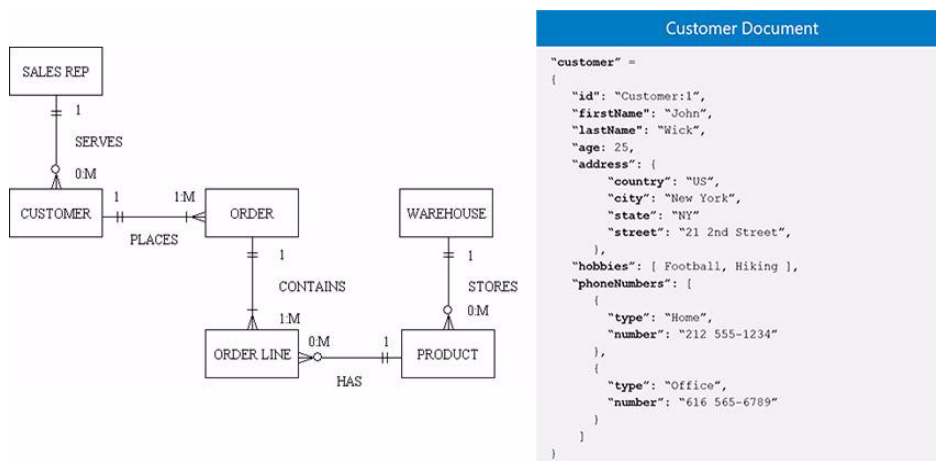 SALES REP
1
SERVES
0:M
CUSTOMER
1
1:M
ORDER
PLACES
WAREHOUSE
1
CONTAINS
1
STORES
1:M
0:M
ORDER LINE
0:M
1
PRODUCT
HAS
Customer Document
“customer” =
{
“id": “Customer:1”,
“firstName": “John”,
“lastName": “Wick”,
“age: 25,
“address”: {
“country”: “US”,
“city”: “New York”,
“state”: “NY”
“street”: “21 2nd Street”,
},
“hobbies”: [ Football, Hiking ],
“phoneNumbers”: [
{
“type”: “Home”,
“number”: “212 555-1234”
},
{
“type”: “Office”,
“number”: “616 565-6789”
}
]
}